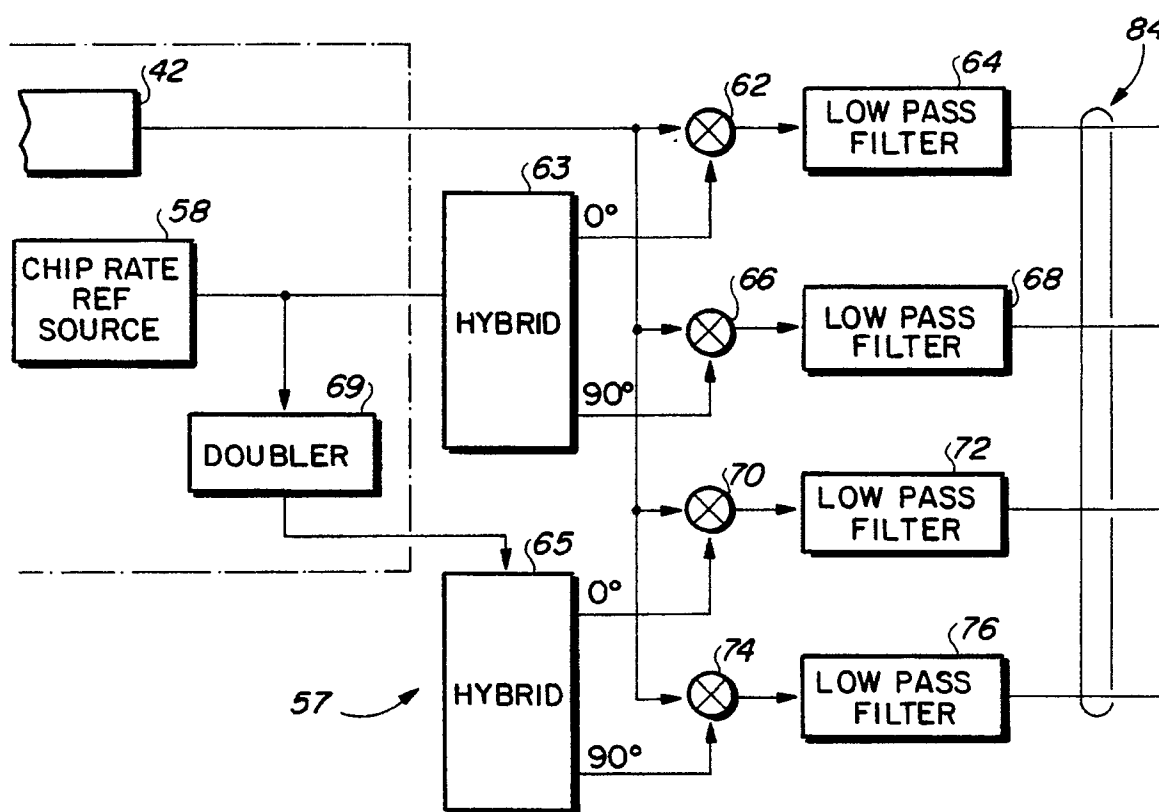 84
42
62
64
LOW PASS
FILTER
63
0°
58
CHIP RATE
REF
SOURCE
HYBRID
66
68
LOW PASS
FILTER
90°
69
DOUBLER
70
72
LOW PASS
FILTER
65
0°
57
HYBRID
74
76
LOW PASS
FILTER
90°